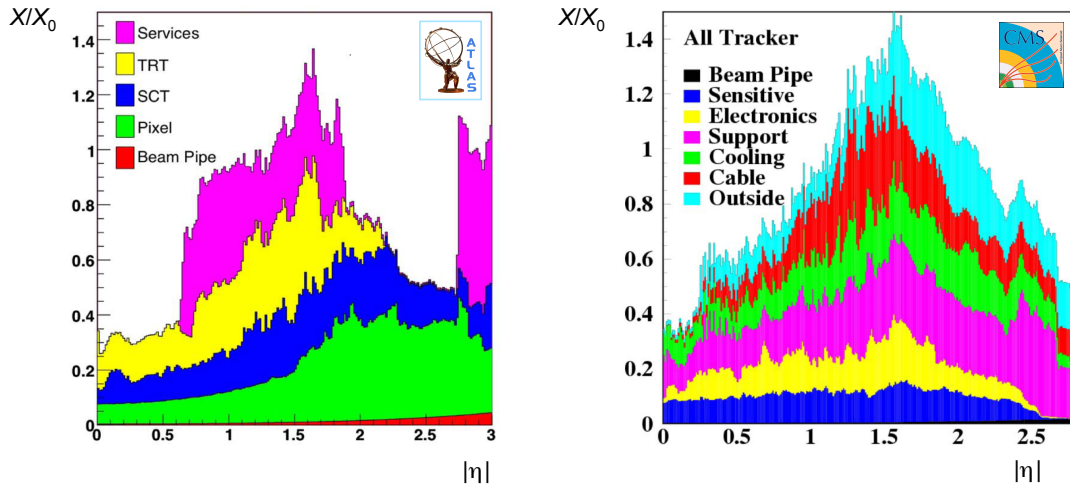 X/X0
1.4
1.2
1
0.8
0.6
0.4
0.2
0
0
0.5
1
1.5
2
2.5
3
|η|
Services
TRT
SCT
Pixel
Beam Pipe
ATLAS
X/X0
1.4
1.2
1
0.8
0.6
0.4
0.2
0
0
0.5
1
1.5
2
2.5
|η|
All Tracker
Beam Pipe
Sensitive
Electronics
Support
Cooling
Cable
Outside
CMS